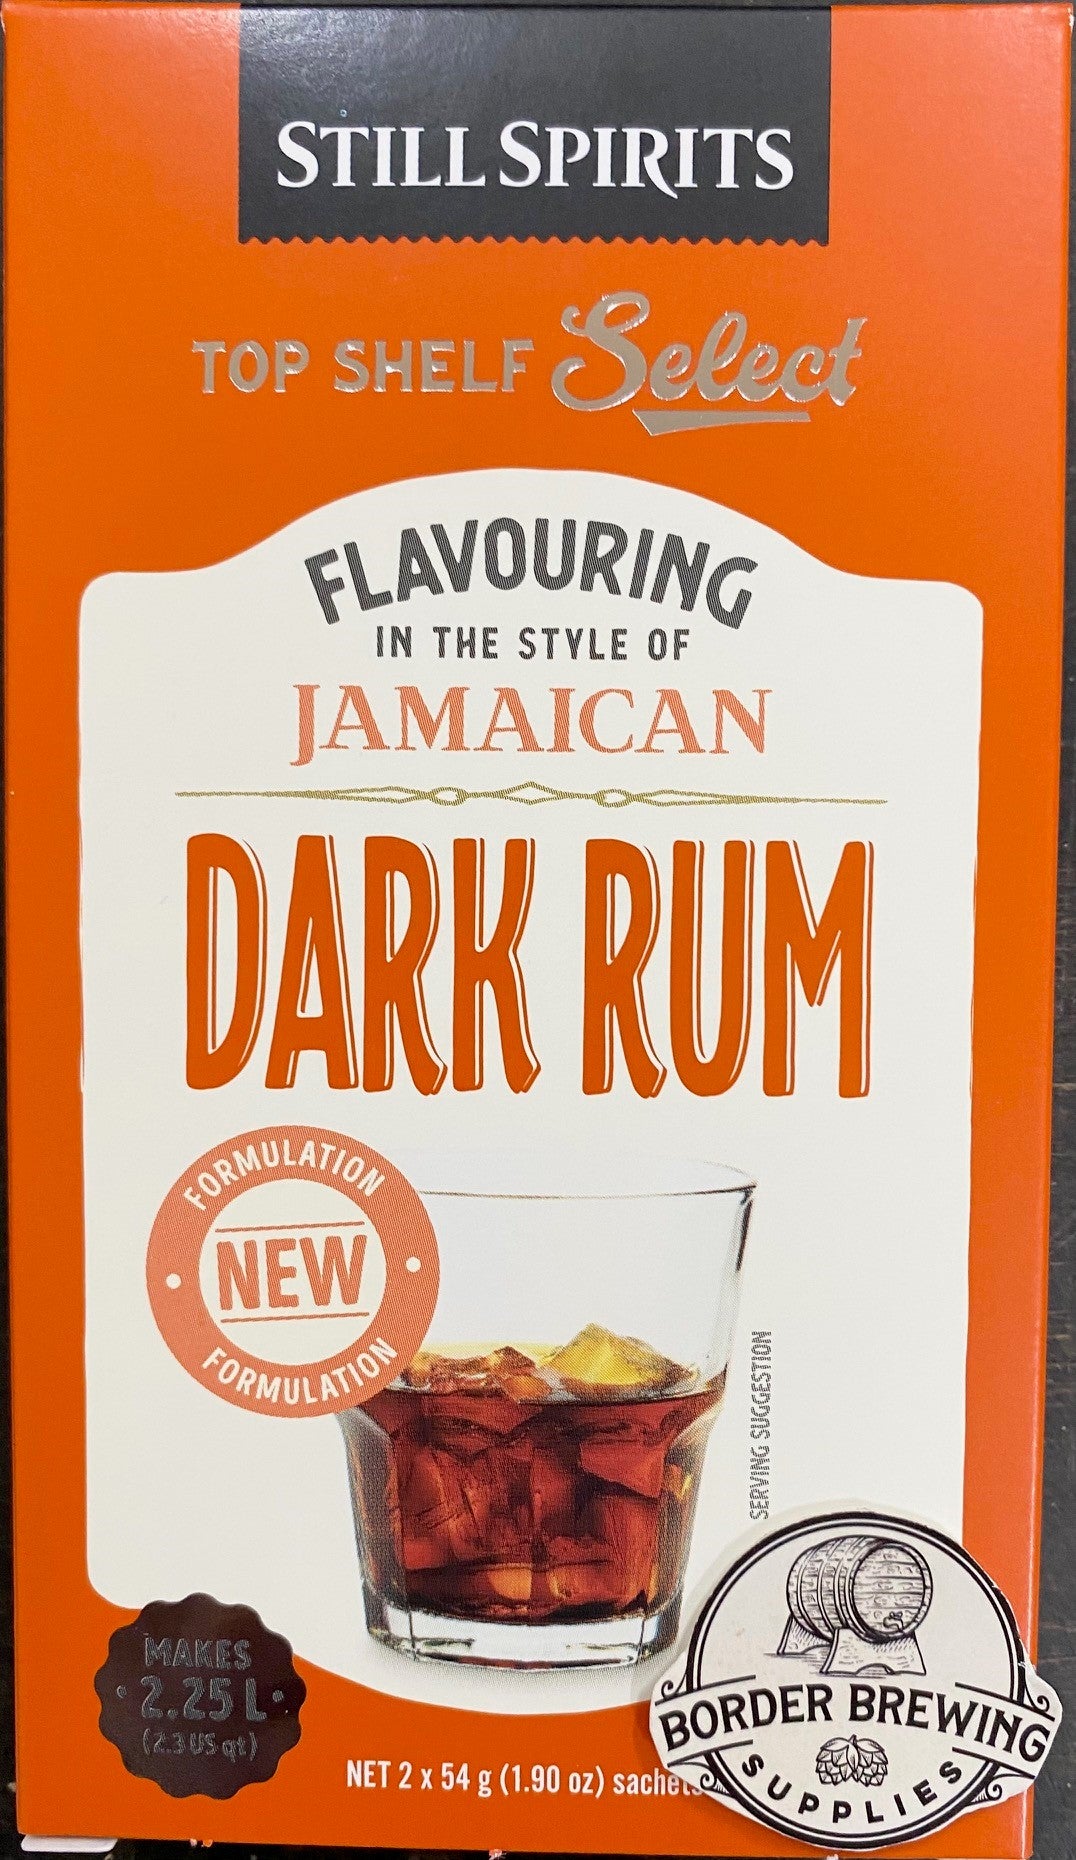 STILL SPIRITS
TOP SHELF Select
FLAVOURING
IN THE STYLE OF
JAMAICAN
DARK RUM
FORMULATION
NEW
FORMULATION
SERVING SUGGESTION
MAKES
2.25 L
(2.3 US qt)
NET 2 x 54 g (1.90 oz) sachets
BORDER BREWING
SUPPLIES